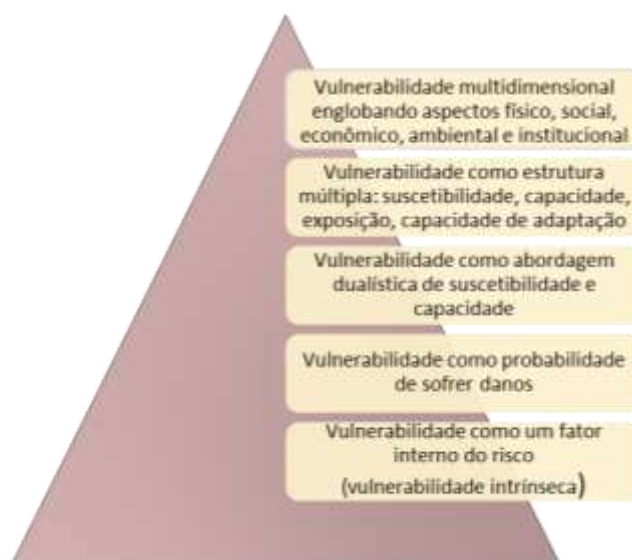 Vulnerabilidade multidimensional
englobando aspectos físico, social,
econômico, ambiental e institucional
Vulnerabilidade como estrutura
múltipla: suscetibilidade, capacidade,
exposição, capacidade de adaptação
Vulnerabilidade como abordagem
dualística de suscetibilidade e
capacidade
Vulnerabilidade como probabilidade
de sofrer danos
Vulnerabilidade como um fator
interno do risco
(vulnerabilidade intrínseca)